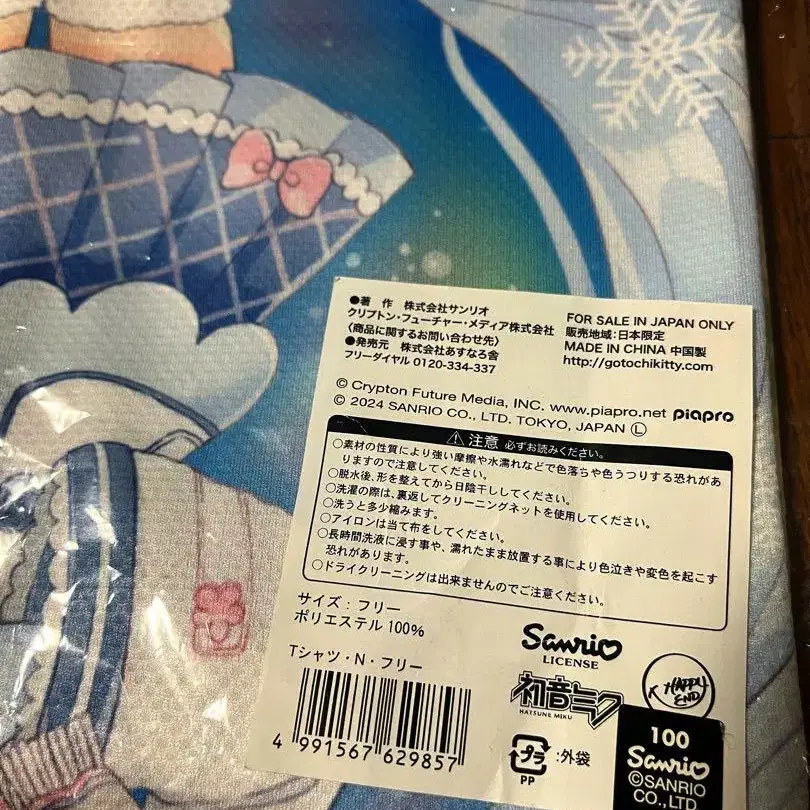 ●著 作 株式会社サンリオ
クリプトン・フューチャー・メディア株式会社
〈商品に関するお問い合わせ先〉
●発売元 株式会社あすなろ舎
フリーダイヤル 0120-334-337
FOR SALE IN JAPAN ONLY
販売地域:日本限定
MADE IN CHINA 中国製
http://gotochikitty.com
© Crypton Future Media, INC. www.piapro.net piapro
© 2024 SANRIO CO., LTD. TOKYO, JAPAN Ⓛ
⚠ 注意 必ずお読みください。
○素材の性質により強い摩擦や水濡れなどで色落ちや色うつりする恐れがあ
りますので注意してください。
○脱水後、形を整えてから日陰干ししてください。
○洗濯の際は、裏返してクリーニングネットを使用してください。
○洗うと多少縮みます。
○アイロンは当て布をしてください。
○長時間洗液に浸す事や、濡れたまま放置する事により色泣きや変色を起こす
恐れがあります。
○ドライクリーニングは出来ませんのでご注意ください。
サイズ:フリー
ポリエステル 100%
Tシャツ・N・フリー
4 991567 629857
Sanrio
LICENSE
初音ミク
HATSUNE MIKU
HAPPY
END
プラ
PP
:外袋
100
Sanrio
©SANRIO
CO.,LTD